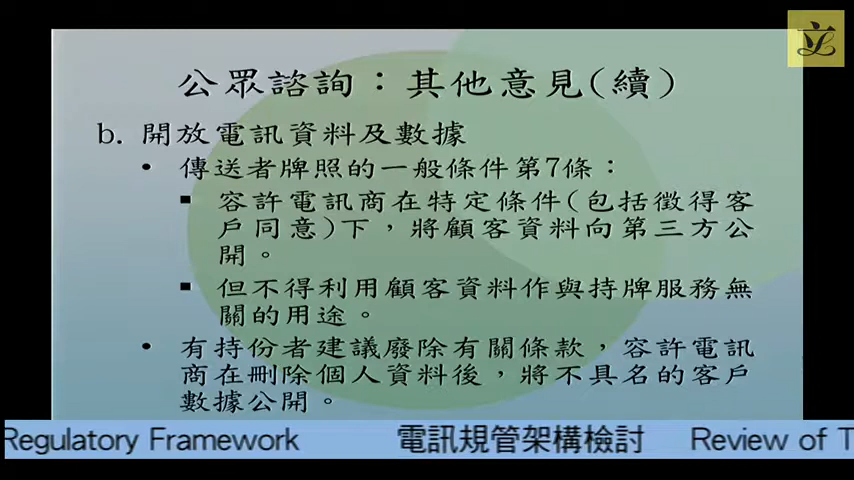 立
公眾諮詢：其他意見(續)
b. 開放電訊資料及數據
• 傳送者牌照的一般條件第7條：
▪ 容許電訊商在特定條件(包括徵得客
戶同意)下，將顧客資料向第三方公
開。
▪ 但不得利用顧客資料作與持牌服務無
關的用途。
• 有持份者建議廢除有關條款，容許電訊
商在刪除個人資料後，將不具名的客戶
數據公開。
Regulatory Framework 電訊規管架構檢討 Review of T